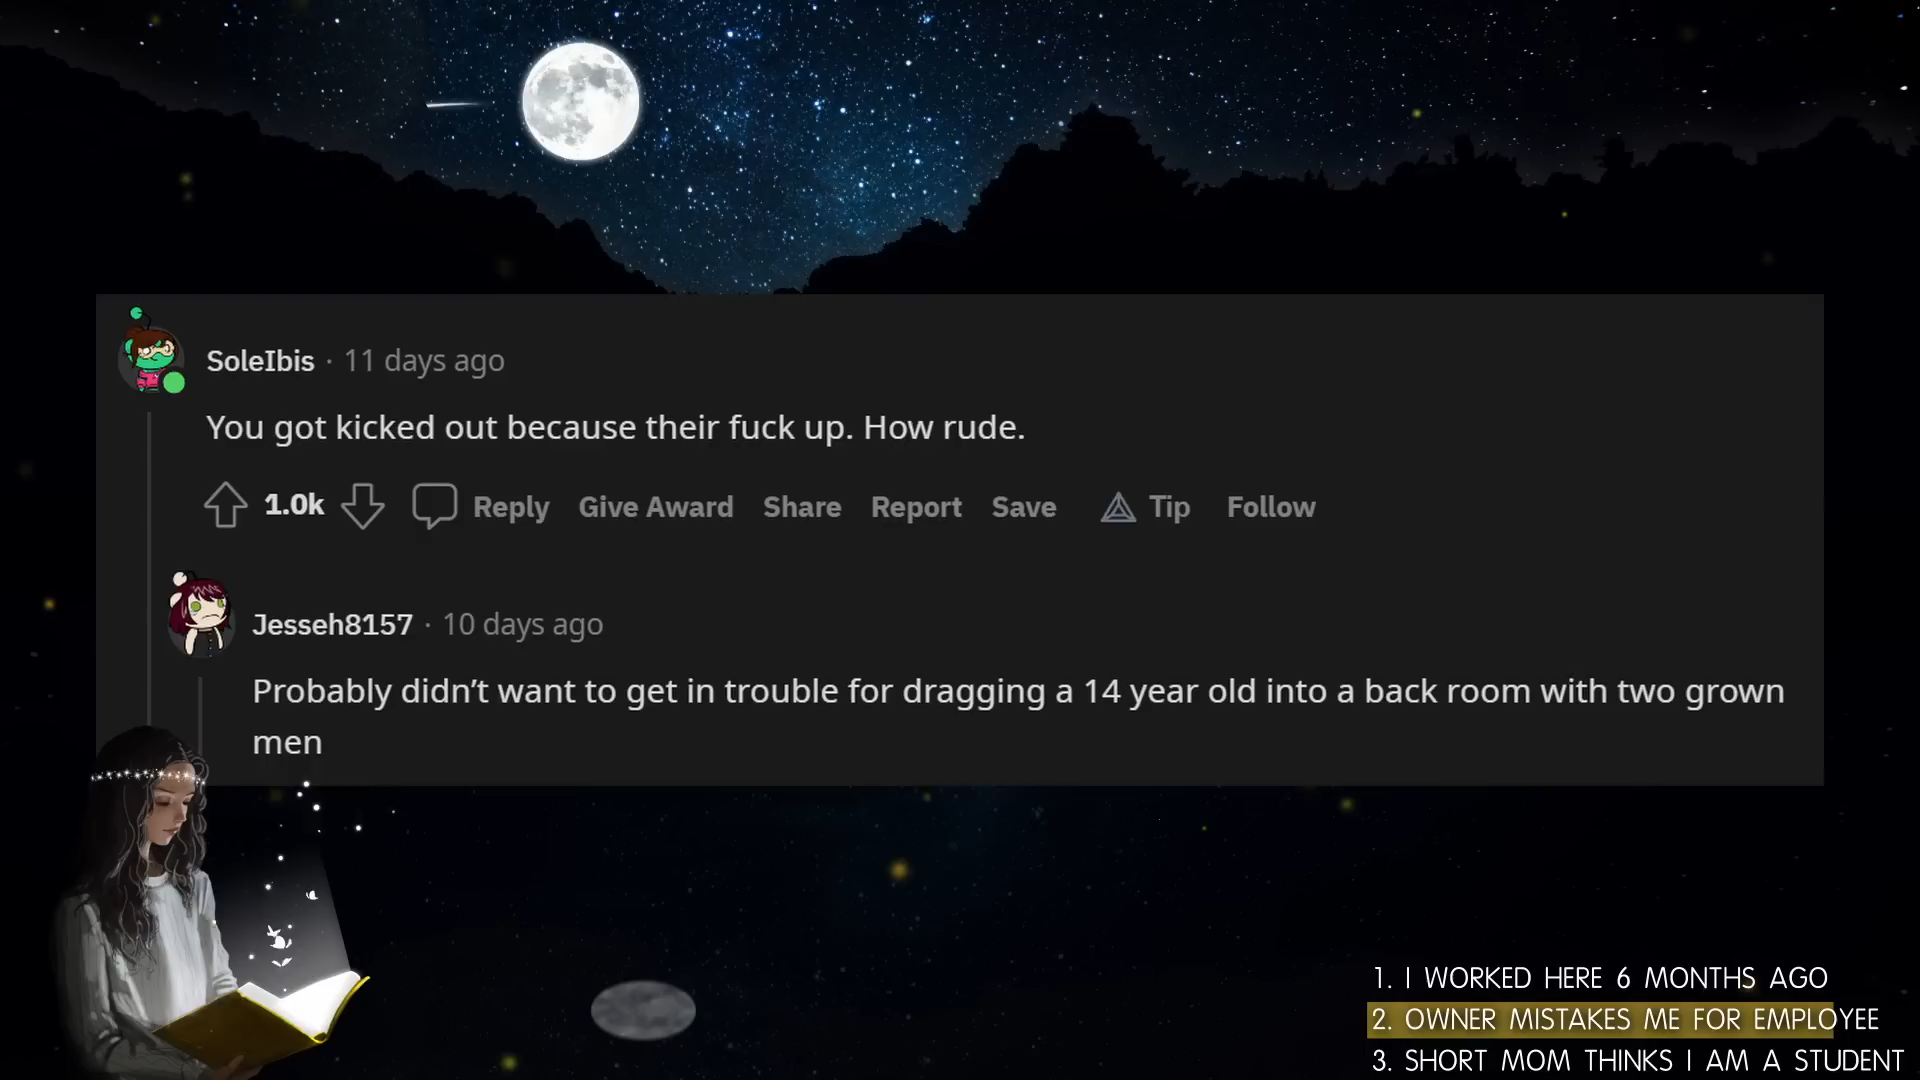 SoleIbis · 11 days ago
You got kicked out because their fuck up. How rude.
1.0k Reply Give Award Share Report Save Tip Follow
Jesseh8157 · 10 days ago
Probably didn’t want to get in trouble for dragging a 14 year old into a back room with two grown
men
1. I WORKED HERE 6 MONTHS AGO
2. OWNER MISTAKES ME FOR EMPLOYEE
3. SHORT MOM THINKS I AM A STUDENT